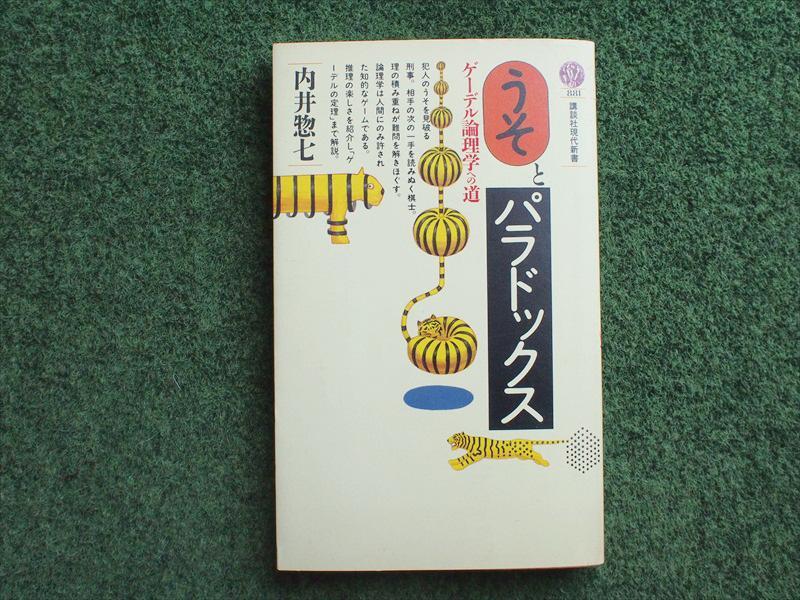 881
講談社現代新書
うそとパラドックス
ゲーデル論理学への道
犯人のうそを見破る
刑事。相手の次の一手を読みぬく棋士。
理の積み重ねが難問を解きほぐす。
論理学は人間にのみ許され
た知的なゲームである。
推理の楽しさを紹介し「ゲ
ーデルの定理」まで解説。
内井惣七